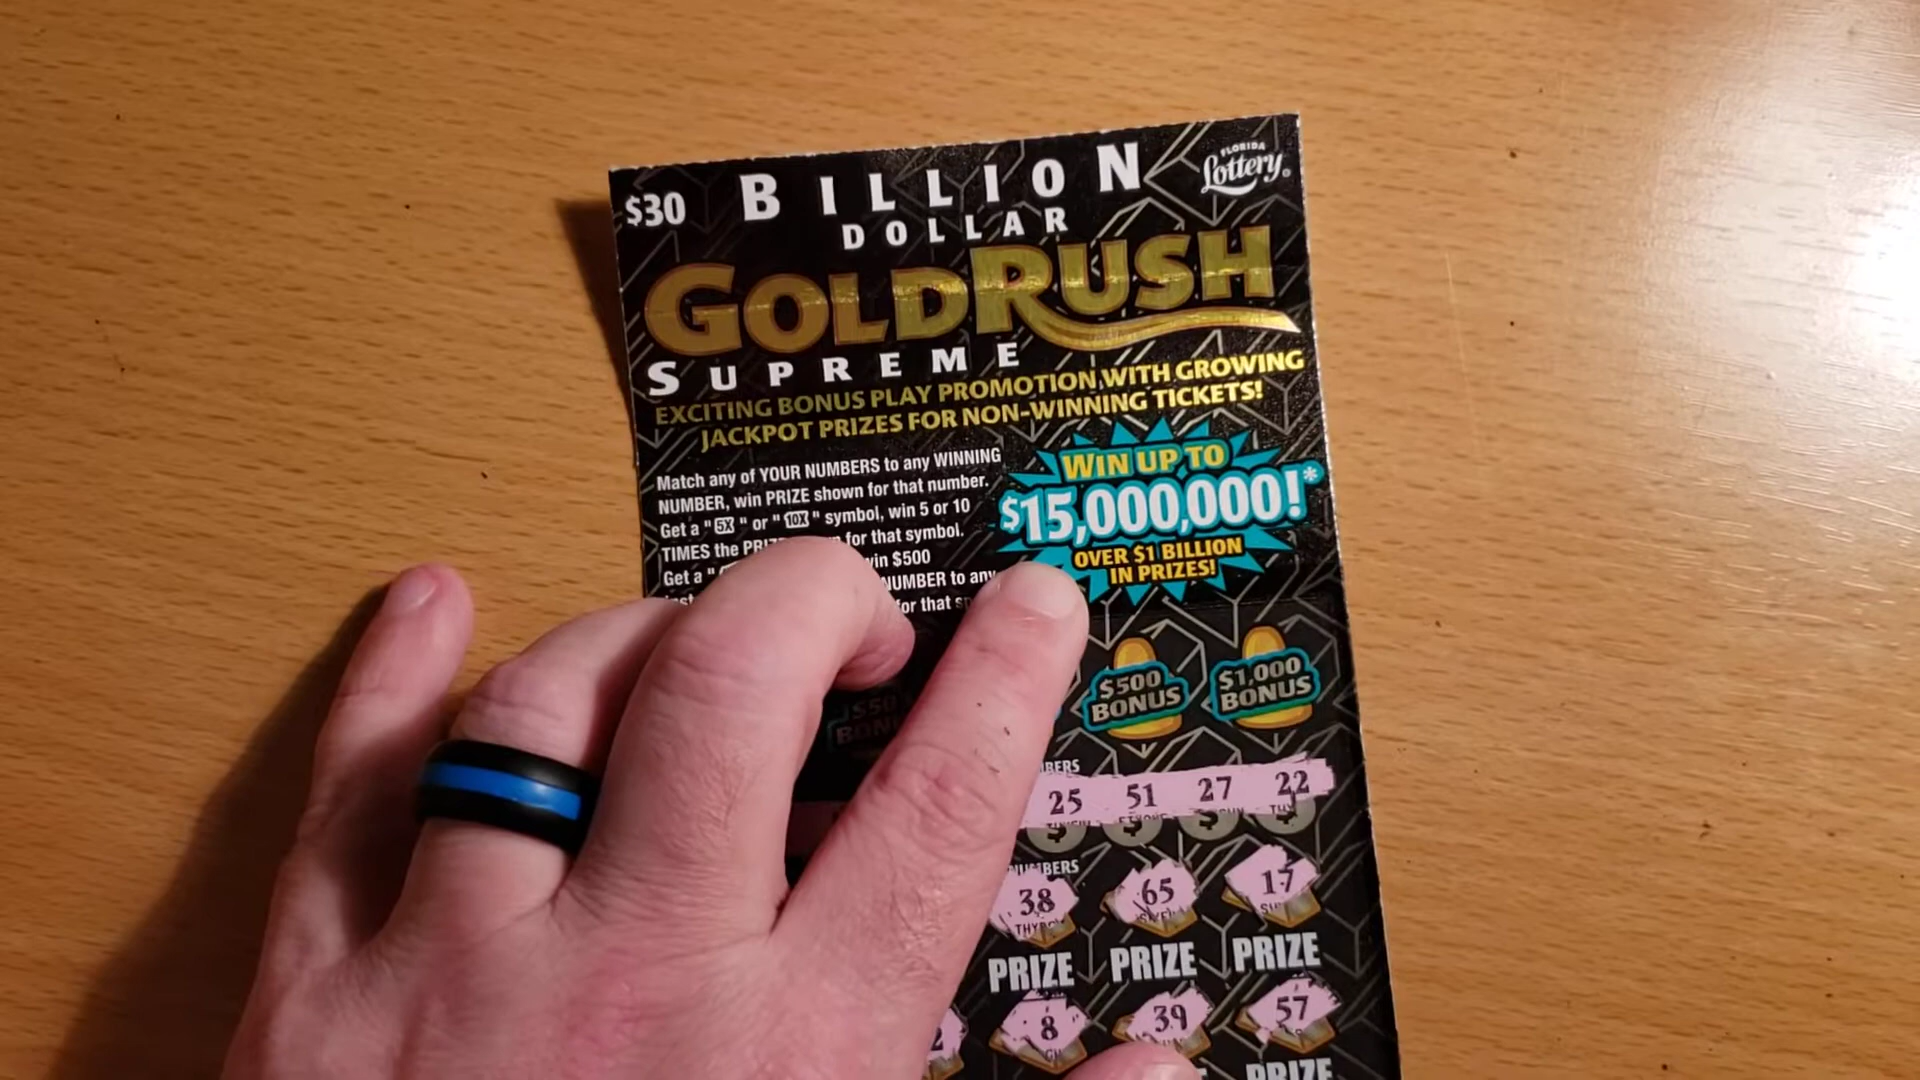 $30
BILLION
DOLLAR
FLORIDA
Lottery
GOLDRUSH
SUPREME
EXCITING BONUS PLAY PROMOTION WITH GROWING
JACKPOT PRIZES FOR NON-WINNING TICKETS!
Match any of YOUR NUMBERS to any WINNING
NUMBER, win PRIZE shown for that number.
Get a "5X" or "10X" symbol, win 5 or 10
TIMES the for that symbol.
Get a " win $500
NUMBER to any
for that
WIN UP TO
$15,000,000!*
OVER $1 BILLION
IN PRIZES!
$500
BONUS
$1,000
BONUS
25 51 27 22
38 65 17
PRIZE PRIZE PRIZE
8 39 57
PRIZE